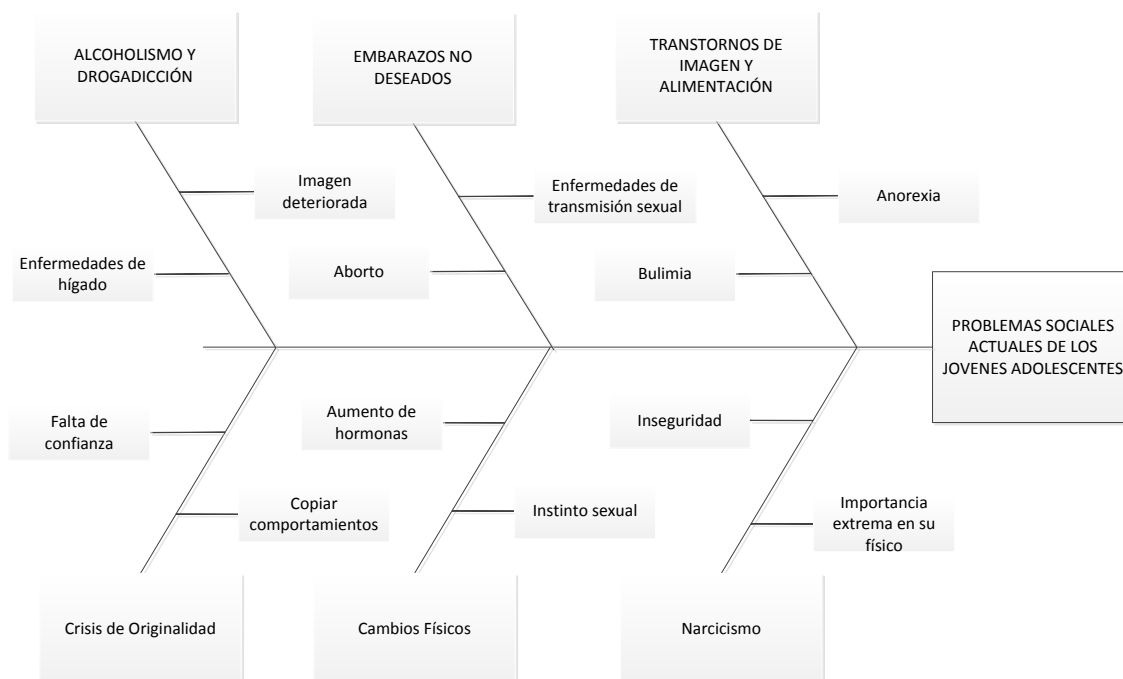 ALCOHOLISMO Y
DROGADICCIÓN
EMBARAZOS NO
DESEADOS
TRANSTORNOS DE
IMAGEN Y
ALIMENTACIÓN
Imagen
deteriorada
Enfermedades de
transmisión sexual
Anorexia
Enfermedades de
hígado
Aborto
Bulimia
PROBLEMAS SOCIALES
ACTUALES DE LOS
JOVENES ADOLESCENTES
Falta de
confianza
Aumento de
hormonas
Inseguridad
Copiar
comportamientos
Instinto sexual
Importancia
extrema en su
físico
Crisis de Originalidad
Cambios Físicos
Narcicismo